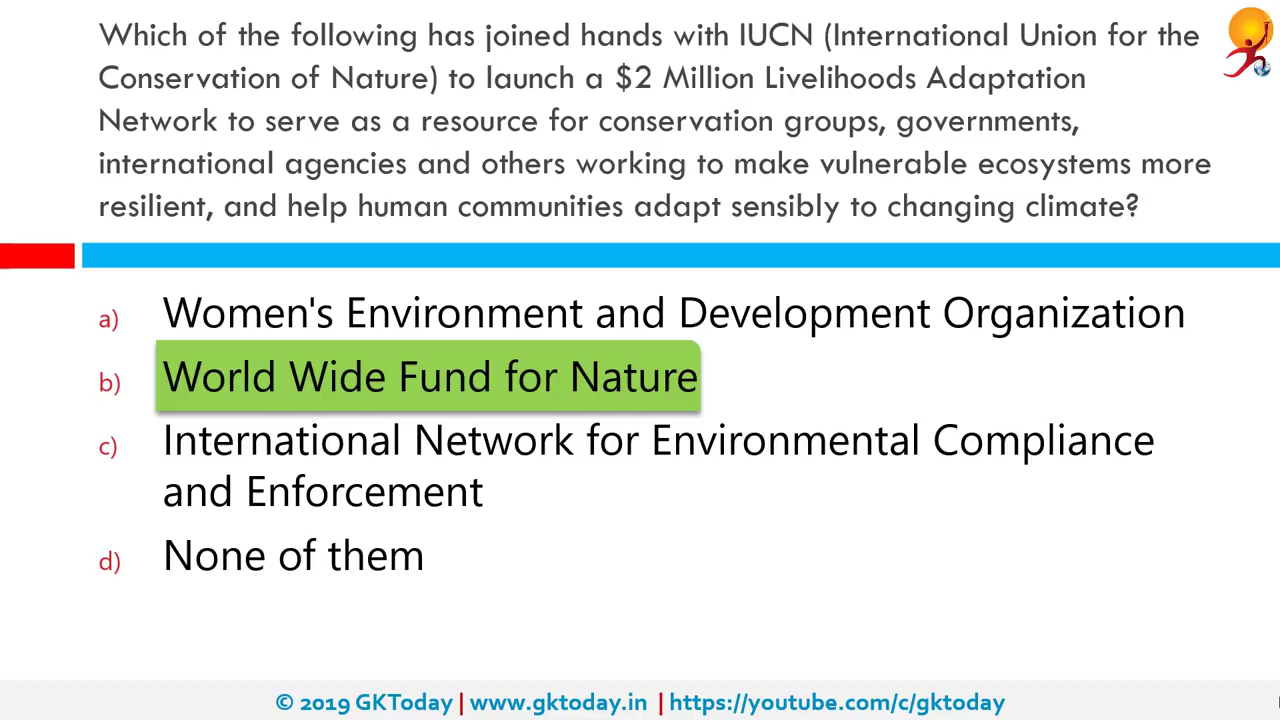 Which of the following has joined hands with IUCN (International Union for the
Conservation of Nature) to launch a $2 Million Livelihoods Adaptation
Network to serve as a resource for conservation groups, governments,
international agencies and others working to make vulnerable ecosystems more
resilient, and help human communities adapt sensibly to changing climate?
a) Women's Environment and Development Organization
b) World Wide Fund for Nature
c) International Network for Environmental Compliance
and Enforcement
d) None of them
© 2019 GKToday | www.gktoday.in | https://youtube.com/c/gktoday